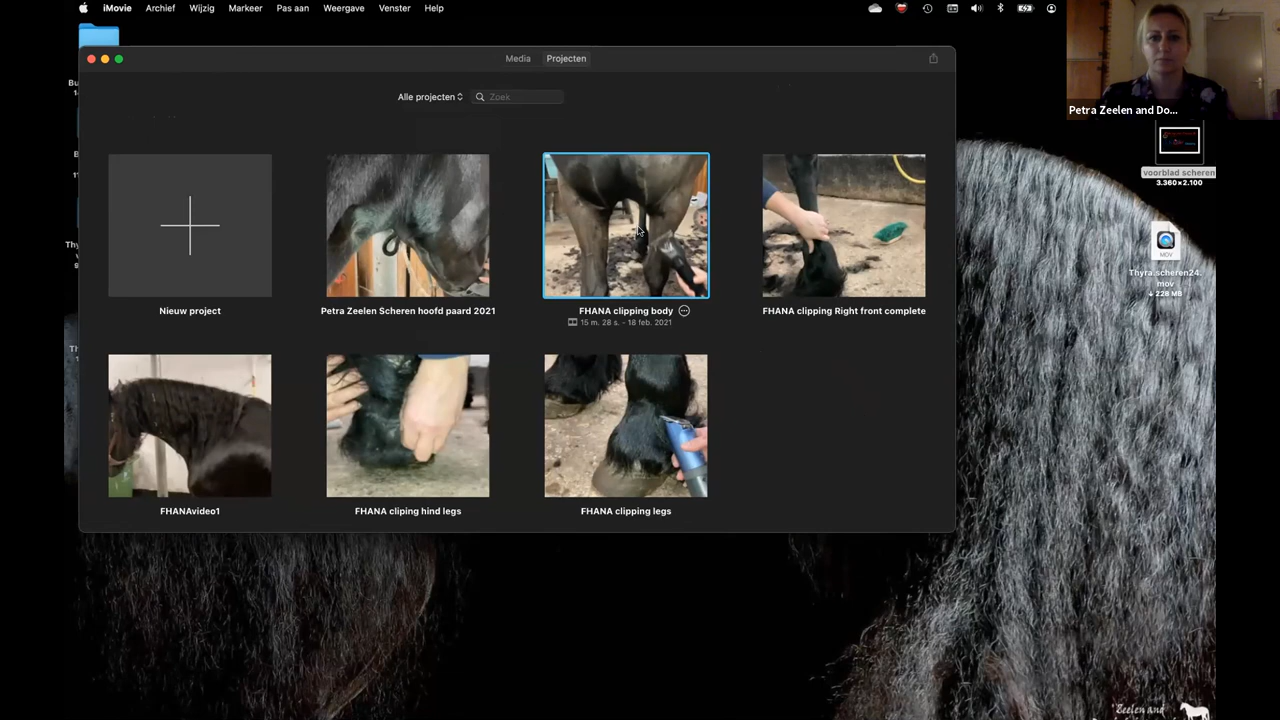 iMovie Archief Wijzig Markeer Pas aan Weergave Venster Help
Petra Zeelen and Do...
Media Projecten
Alle projecten Zoek
voorblad scheren
3.360×2.100
MOV
Thyra.scheren24.
mov
↓ 228 MB
Nieuw project
Petra Zeelen Scheren hoofd paard 2021
FHANA clipping body
15 m. 28 s. - 18 feb. 2021
FHANA clipping Right front complete
FHANAvideo1
FHANA cliping hind legs
FHANA clipping legs
Zeelen and